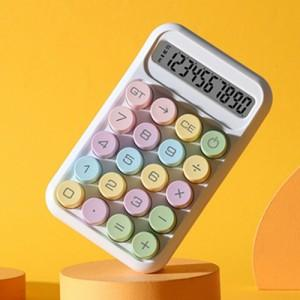 1234567890
GT → CE ⏻
7 8 9 ÷
4 5 6 ×
1 2 3 -
0 . = +